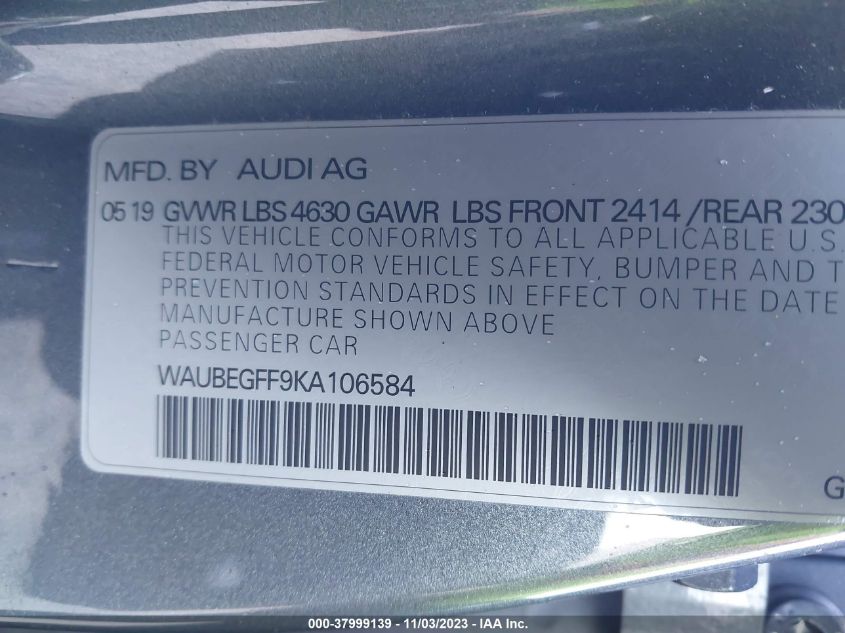 MFD. BY AUDI AG
05 19 GVWR LBS 4630 GAWR LBS FRONT 2414 /REAR 230
THIS VEHICLE CONFORMS TO ALL APPLICABLE U.S.
FEDERAL MOTOR VEHICLE SAFETY, BUMPER AND T
PREVENTION STANDARDS IN EFFECT ON THE DATE
MANUFACTURE SHOWN ABOVE
PASSENGER CAR
WAUBEGFF9KA106584
G
000-37999139 - 11/03/2023 - IAA Inc.